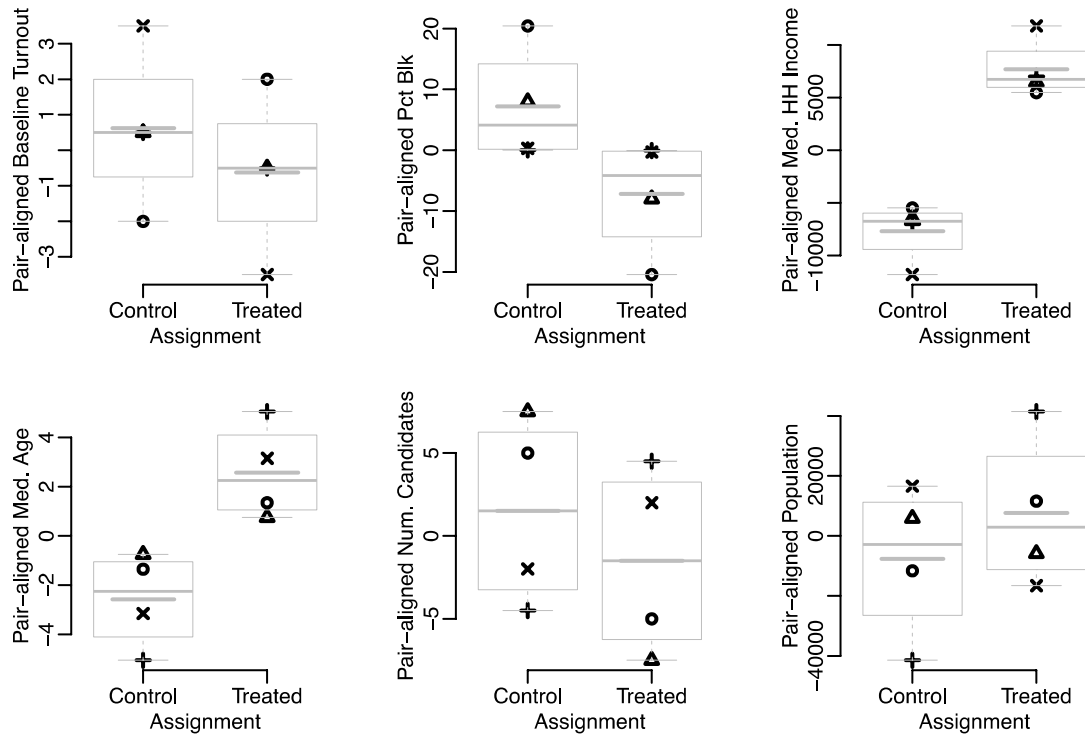 Pair−aligned Baseline Turnout
3
2
1
−1
−3
Control
Treated
Assignment
Pair−aligned Pct Blk
20
10
0
−10
−20
Control
Treated
Assignment
Pair−aligned Med. HH Income
5000
0
−10000
Control
Treated
Assignment
Pair−aligned Med. Age
4
2
0
−2
−4
Control
Treated
Assignment
Pair−aligned Num. Candidates
5
0
−5
Control
Treated
Assignment
Pair−aligned Population
20000
0
−40000
Control
Treated
Assignment